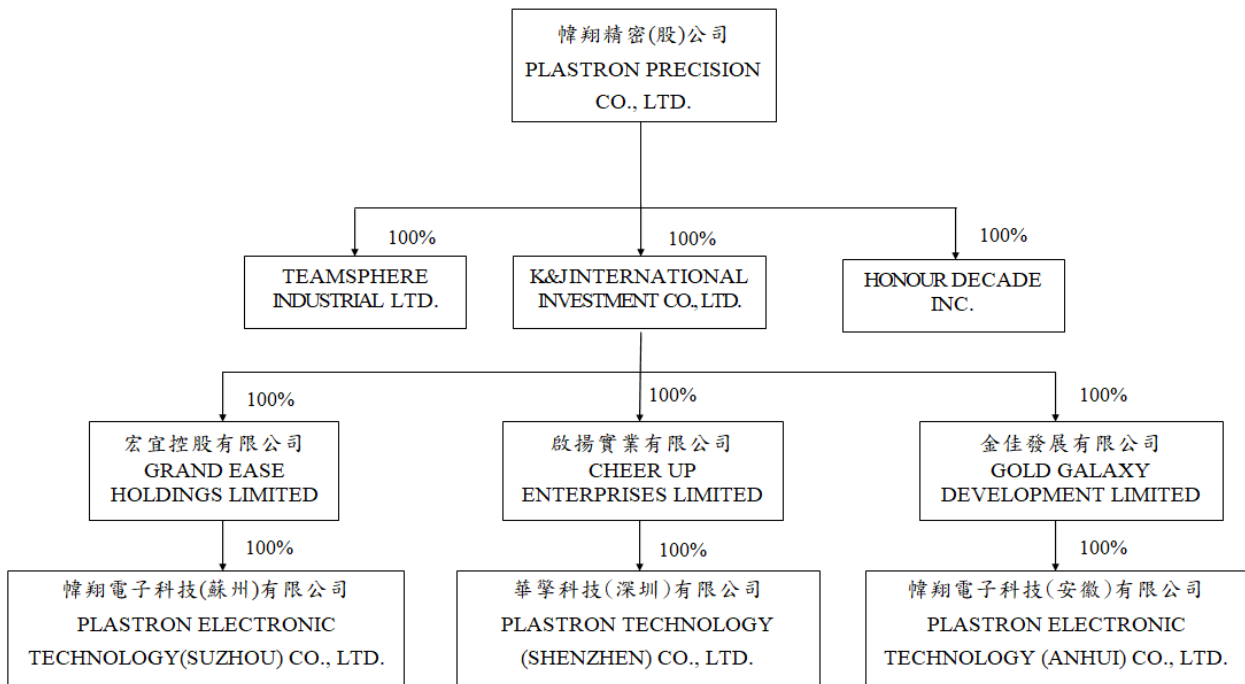 幃翔精密(股)公司
PLASTRON PRECISION
CO., LTD.
100%
100%
100%
TEAMSPHERE
INDUSTRIAL LTD.
K&J INTERNATIONAL
INVESTMENT CO., LTD.
HONOUR DECADE
INC.
100%
100%
100%
宏宜控股有限公司
GRAND EASE
HOLDINGS LIMITED
啟揚實業有限公司
CHEER UP
ENTERPRISES LIMITED
金佳發展有限公司
GOLD GALAXY
DEVELOPMENT LIMITED
100%
100%
100%
幃翔電子科技(蘇州)有限公司
PLASTRON ELECTRONIC
TECHNOLOGY(SUZHOU) CO., LTD.
華擎科技(深圳)有限公司
PLASTRON TECHNOLOGY
(SHENZHEN) CO., LTD.
幃翔電子科技(安徽)有限公司
PLASTRON ELECTRONIC
TECHNOLOGY (ANHUI) CO., LTD.